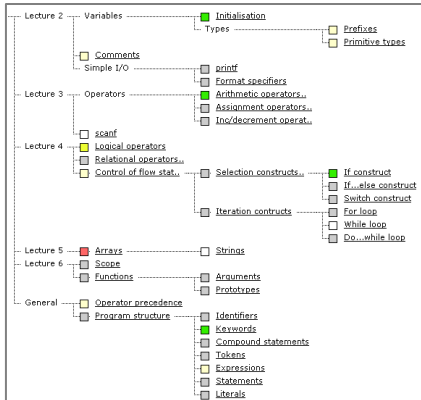 Lecture 2 Variables Initialisation
Types Prefixes
Primitive types
Comments
Simple I/O printf
Format specifiers
Lecture 3 Operators Arithmetic operators..
Assignment operators..
Inc/decrement operat..
scanf
Lecture 4 Logical operators
Relational operators..
Control of flow stat.. Selection constructs.. If construct
If...else construct
Switch construct
Iteration contructs For loop
While loop
Do...while loop
Lecture 5 Arrays Strings
Lecture 6 Scope
Functions Arguments
Prototypes
General Operator precedence
Program structure Identifiers
Keywords
Compound statements
Tokens
Expressions
Statements
Literals